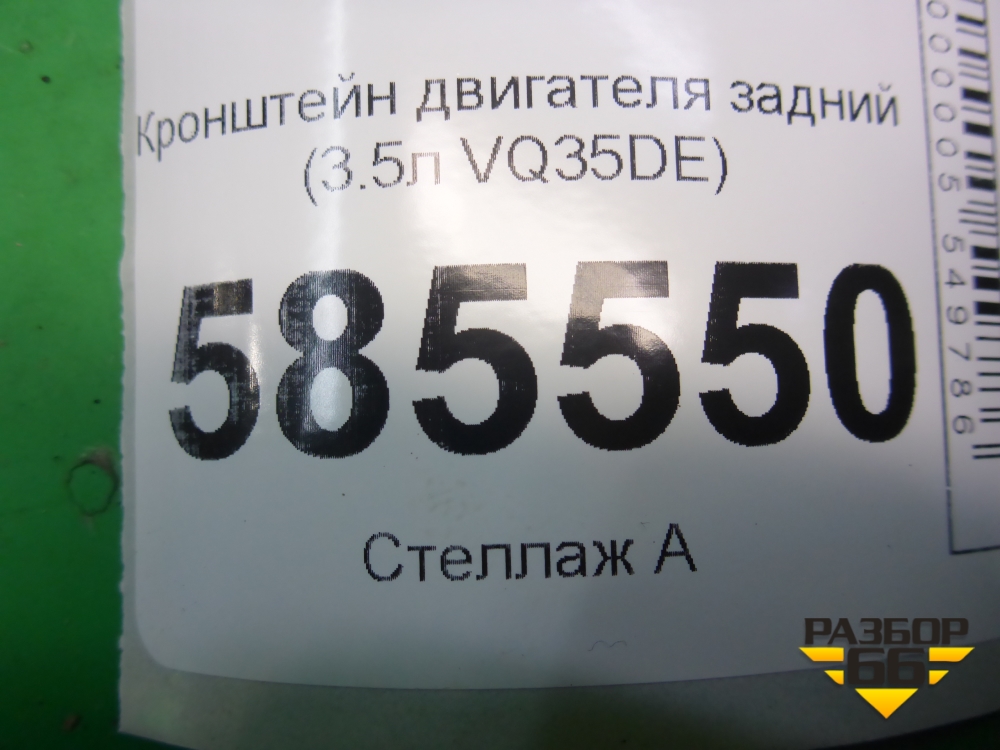 Кронштейн двигателя задний
(3.5л VQ35DE)
585550
Стеллаж А
РАЗБОР
66